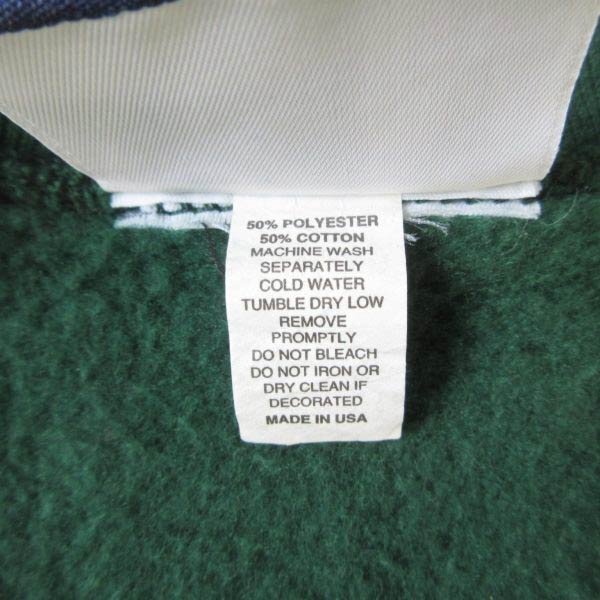 50% POLYESTER
50% COTTON
MACHINE WASH
SEPARATELY
COLD WATER
TUMBLE DRY LOW
REMOVE
PROMPTLY
DO NOT BLEACH
DO NOT IRON OR
DRY CLEAN IF
DECORATED
MADE IN USA